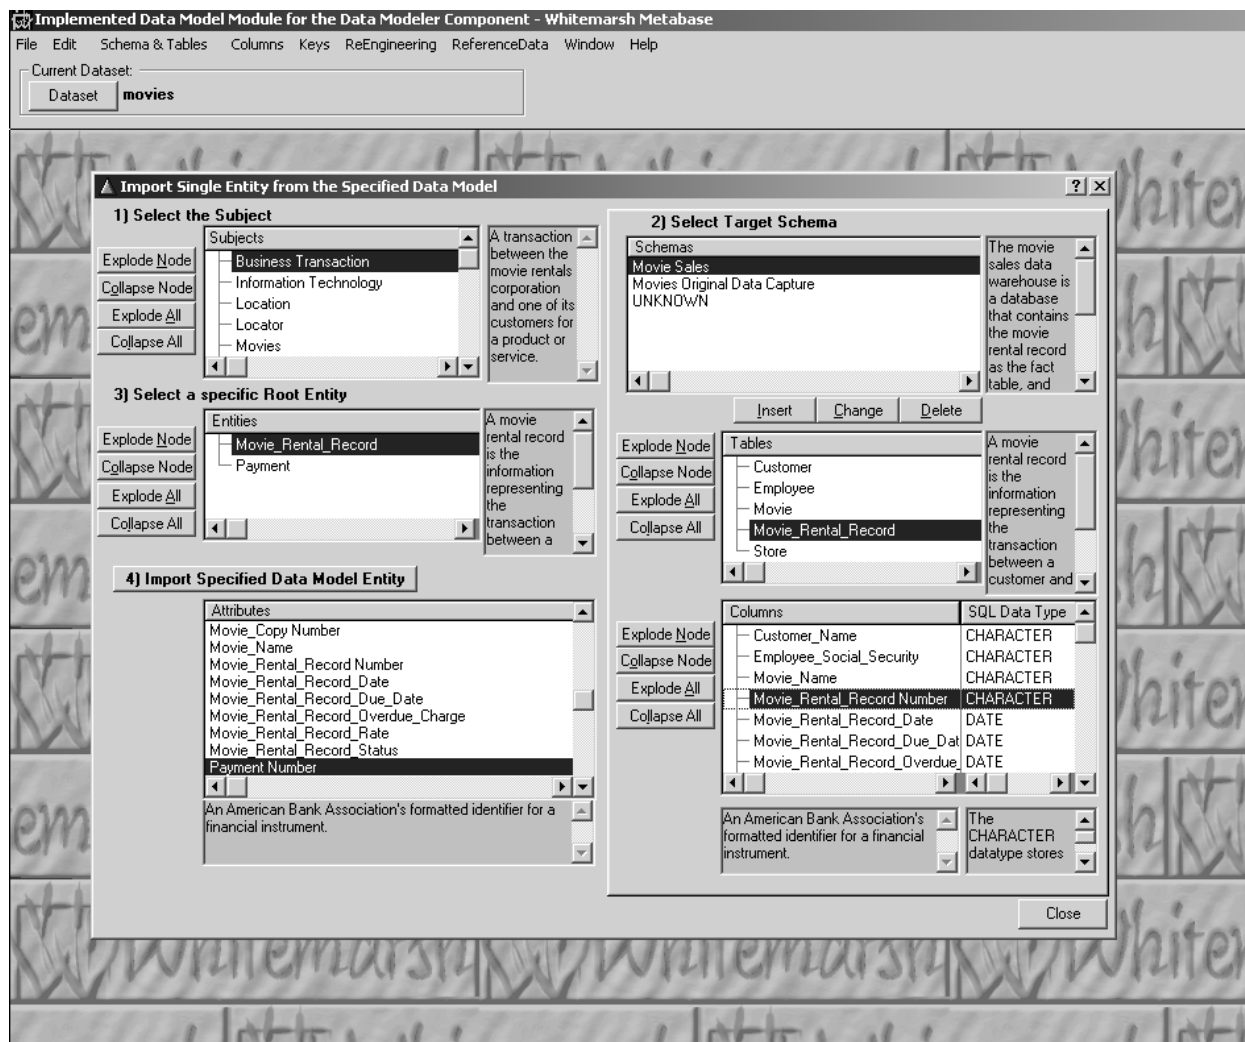 Implemented Data Model Module for the Data Modeler Component - Whitemarsh Metabase
File Edit Schema & Tables Columns Keys ReEngineering ReferenceData Window Help
Current Dataset:
Dataset movies
Import Single Entity from the Specified Data Model
1) Select the Subject
Explode Node
Collapse Node
Explode All
Collapse All
Subjects
Business Transaction
Information Technology
Location
Locator
Movies
A transaction
between the
movie rentals
corporation
and one of its
customers for
a product or
service.
2) Select Target Schema
Schemas
Movie Sales
Movies Original Data Capture
UNKNOWN
The movie
sales data
warehouse is
a database
that contains
the movie
rental record
as the fact
table, and
Insert Change Delete
3) Select a specific Root Entity
Explode Node
Collapse Node
Explode All
Collapse All
Entities
Movie_Rental_Record
Payment
A movie
rental record
is the
information
representing
the
transaction
between a
Explode Node
Collapse Node
Explode All
Collapse All
Tables
Customer
Employee
Movie
Movie_Rental_Record
Store
A movie
rental record
is the
information
representing
the
transaction
between a
customer and
4) Import Specified Data Model Entity
Attributes
Movie_Copy Number
Movie_Name
Movie_Rental_Record Number
Movie_Rental_Record_Date
Movie_Rental_Record_Due_Date
Movie_Rental_Record_Overdue_Charge
Movie_Rental_Record_Rate
Movie_Rental_Record_Status
Payment Number
An American Bank Association's formatted identifier for a
financial instrument.
Explode Node
Collapse Node
Explode All
Collapse All
Columns SQL Data Type
Customer_Name CHARACTER
Employee_Social_Security CHARACTER
Movie_Name CHARACTER
Movie_Rental_Record Number CHARACTER
Movie_Rental_Record_Date DATE
Movie_Rental_Record_Due_Dat DATE
Movie_Rental_Record_Overdue_ DATE
An American Bank Association's
formatted identifier for a financial
instrument.
The
CHARACTER
datatype stores
Close
Whitemarsh